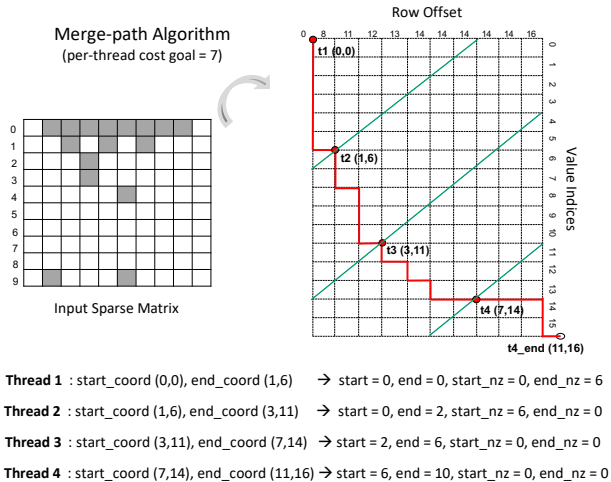 Row Offset
Merge-path Algorithm
(per-thread cost goal = 7)
0 8 11 12 13 14 14 14 14 16
t1 (0,0)
t2 (1,6)
t3 (3,11)
t4 (7,14)
t4_end (11,16)
0
1
2
3
4
5
6
7
8
9
10
11
12
13
14
15
Value Indices
0
1
2
3
4
5
6
7
8
9
Input Sparse Matrix
Thread 1 : start_coord (0,0), end_coord (1,6) → start = 0, end = 0, start_nz = 0, end_nz = 6
Thread 2 : start_coord (1,6), end_coord (3,11) → start = 0, end = 2, start_nz = 6, end_nz = 0
Thread 3 : start_coord (3,11), end_coord (7,14) → start = 2, end = 6, start_nz = 0, end_nz = 0
Thread 4 : start_coord (7,14), end_coord (11,16) → start = 6, end = 10, start_nz = 0, end_nz = 0